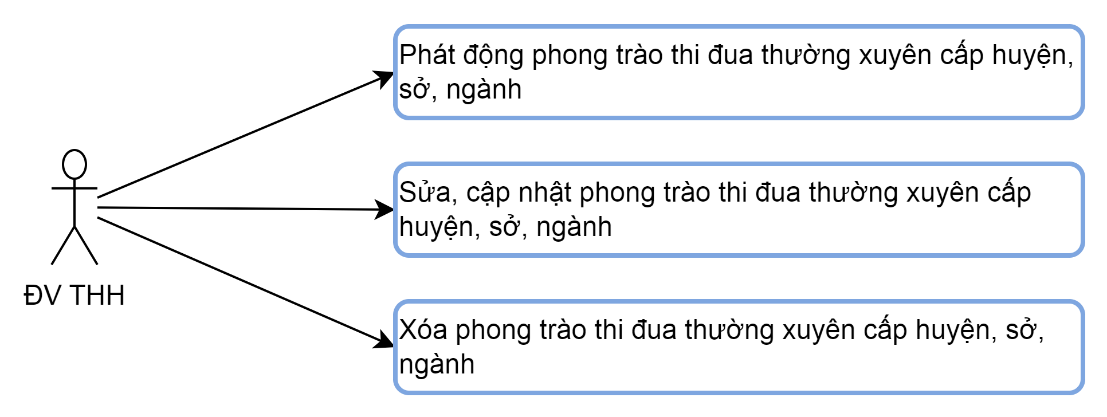 Phát động phong trào thi đua thường xuyên cấp huyện,
sở, ngành
Sửa, cập nhật phong trào thi đua thường xuyên cấp
huyện, sở, ngành
ĐV THH
Xóa phong trào thi đua thường xuyên cấp huyện, sở,
ngành